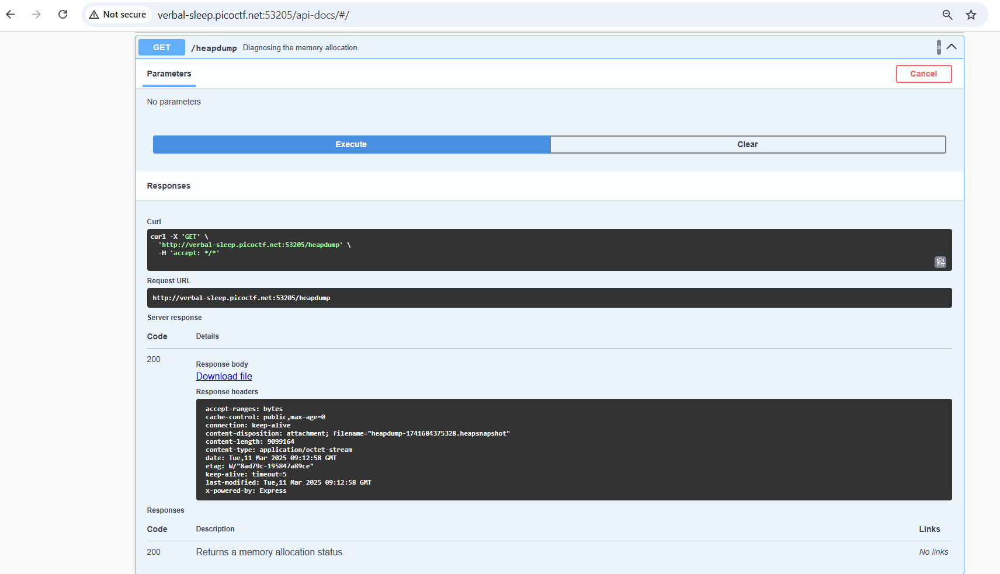 Not secure verbal-sleep.picoctf.net:53205/api-docs/#/
GET /heapdump Diagnosing the memory allocation.
Parameters Cancel
No parameters
Execute Clear
Responses
Curl
curl -X 'GET' \
'http://verbal-sleep.picoctf.net:53205/heapdump' \
-H 'accept: */*'
Request URL
http://verbal-sleep.picoctf.net:53205/heapdump
Server response
Code Details
200
Response body
Download file
Response headers
accept-ranges: bytes
cache-control: public,max-age=0
connection: keep-alive
content-disposition: attachment; filename="heapdump-1741684375328.heapsnapshot"
content-length: 9099164
content-type: application/octet-stream
date: Tue,11 Mar 2025 09:12:58 GMT
etag: W/"8ad79c-195847a89ce"
keep-alive: timeout=5
last-modified: Tue,11 Mar 2025 09:12:58 GMT
x-powered-by: Express
Responses
Code Description Links
200 Returns a memory allocation status. No links